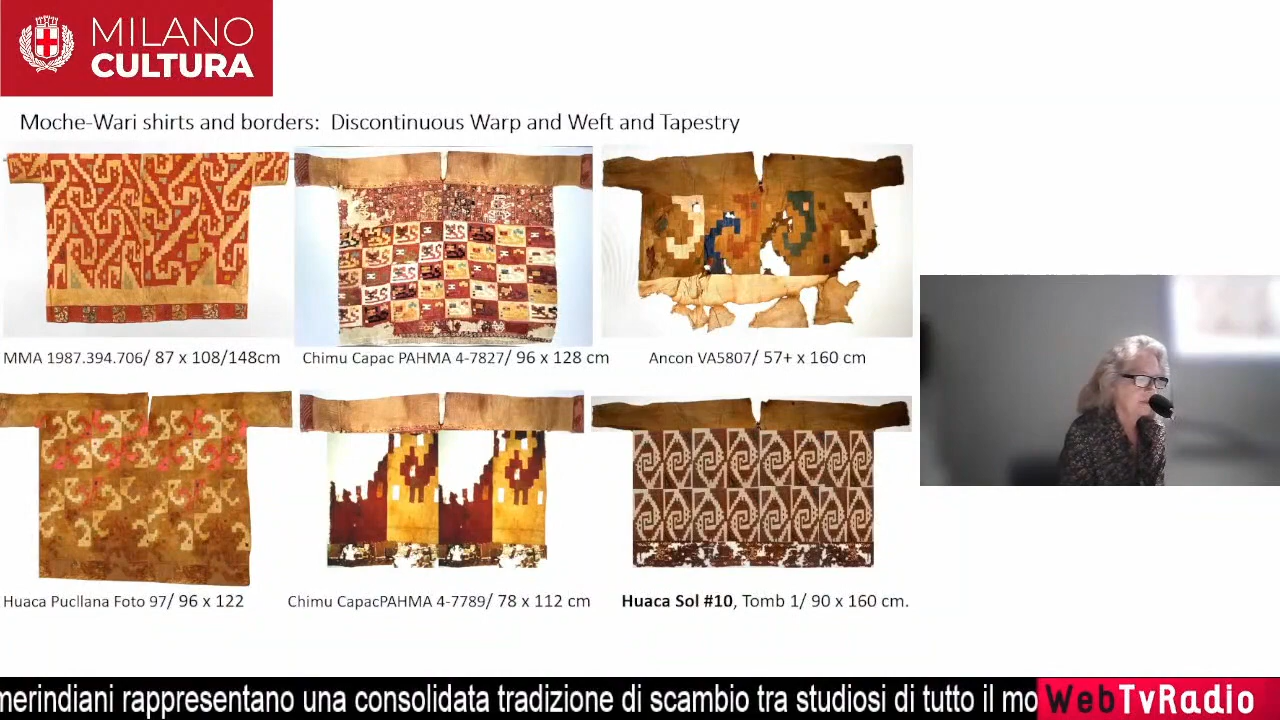 MILANO
CULTURA
Moche-Wari shirts and borders: Discontinuous Warp and Weft and Tapestry
MMA 1987.394.706/ 87 x 108/148cm
Chimu Capac PAHMA 4-7827/ 96 x 128 cm
Ancon VA5807/ 57+ x 160 cm
Huaca Pucllana Foto 97/ 96 x 122
Chimu CapacPAHMA 4-7789/ 78 x 112 cm
Huaca Sol #10, Tomb 1/ 90 x 160 cm.
merindiani rappresentano una consolidata tradizione di scambio tra studiosi di tutto il mo
WebTvRadio